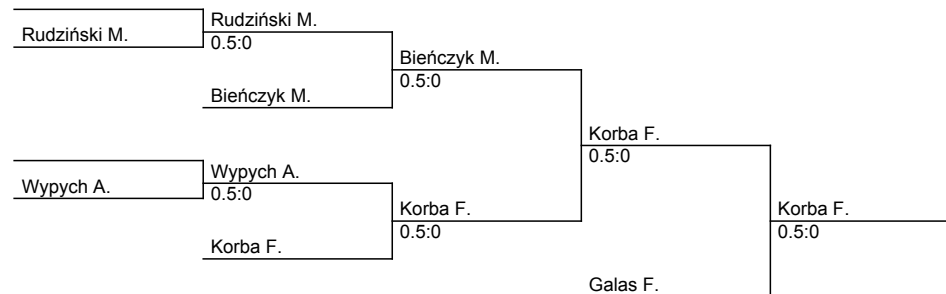 Rudziński M.
Rudziński M.
0.5:0
Bieńczyk M.
0.5:0
Bieńczyk M.
Korba F.
0.5:0
Wypych A.
Wypych A.
0.5:0
Korba F.
0.5:0
Korba F.
0.5:0
Korba F.
Galas F.